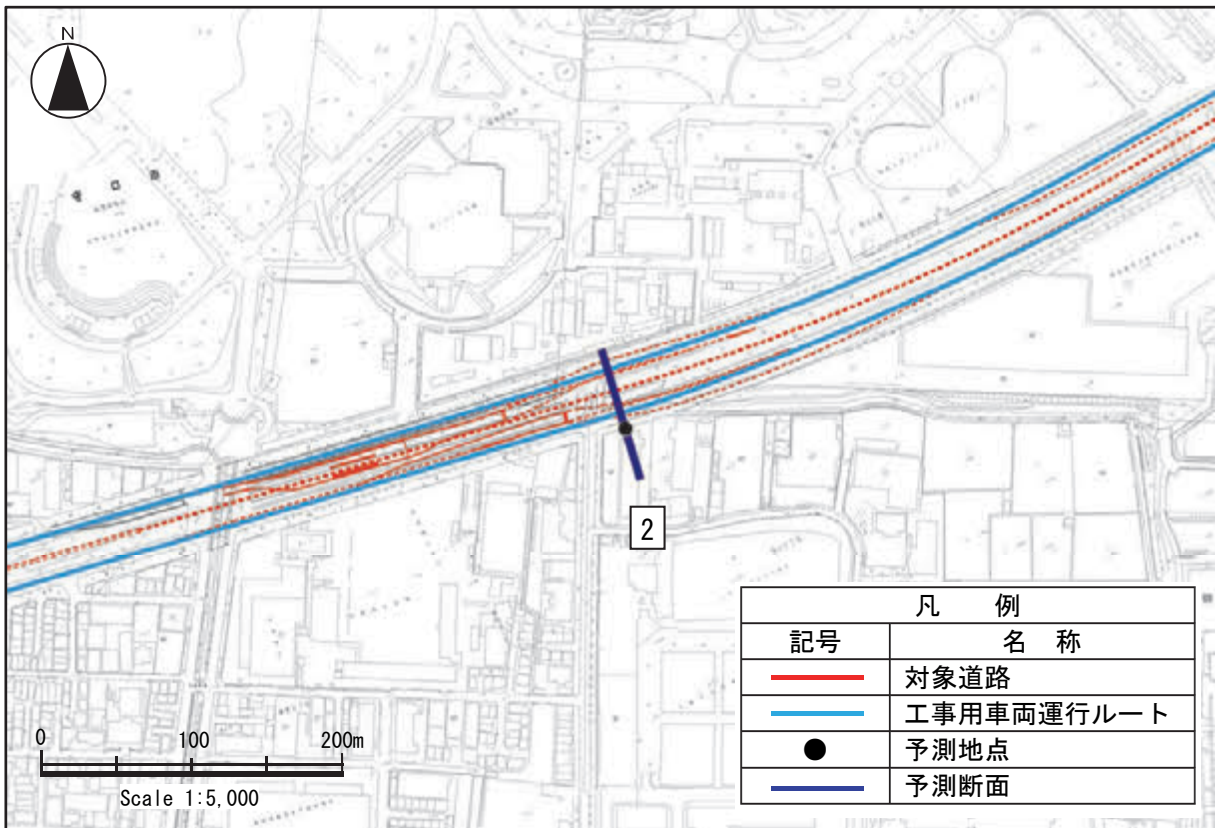 N
2
凡 例
記号 名 称
対象道路
工事用車両運行ルート
予測地点
予測断面
0 100 200m
Scale 1:5,000